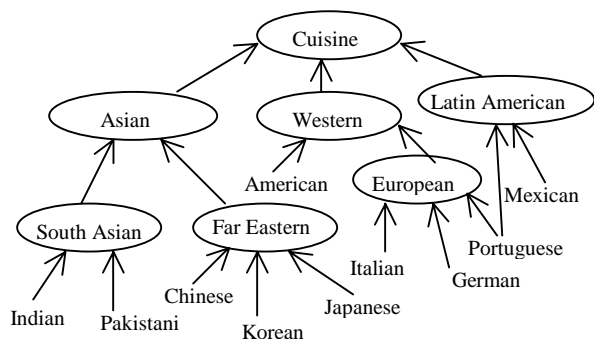 Cuisine
Asian
Western
Latin American
American
European
Mexican
South Asian
Far Eastern
Portuguese
Italian
German
Chinese
Japanese
Indian
Pakistani
Korean